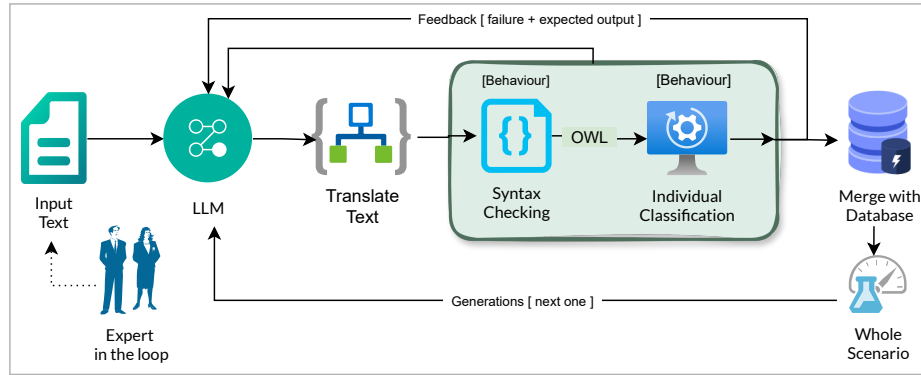 Feedback [ failure + expected output ]
[Behaviour]
[Behaviour]
{ }
OWL
Input
Text
LLM
Translate
Text
Syntax
Checking
Individual
Classification
Merge with
Database
Generations [ next one ]
Expert
in the loop
Whole
Scenario